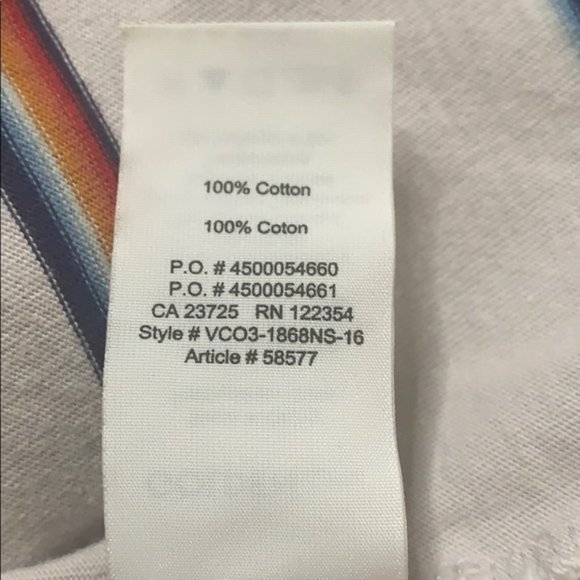 100% Cotton
100% Coton
P.O. # 4500054660
P.O. # 4500054661
CA 23725 RN 122354
Style # VCO3-1868NS-16
Article # 58577